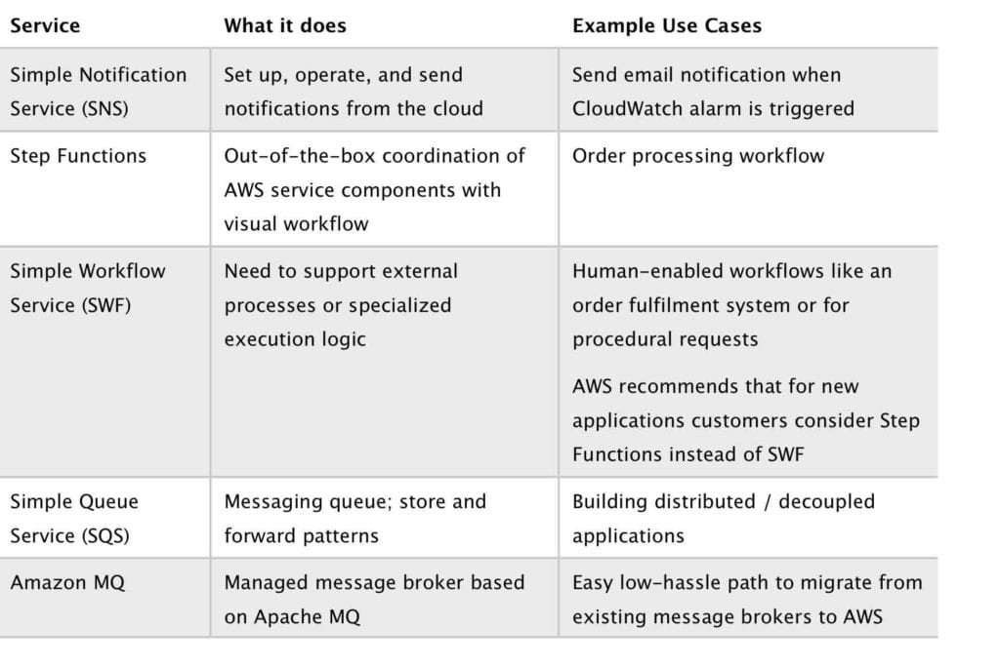 Service What it does Example Use Cases
Simple Notification Service (SNS)
Set up, operate, and send notifications from the cloud
Send email notification when CloudWatch alarm is triggered
Step Functions
Out-of-the-box coordination of AWS service components with visual workflow
Order processing workflow
Simple Workflow Service (SWF)
Need to support external processes or specialized execution logic
Human-enabled workflows like an order fulfilment system or for procedural requests
AWS recommends that for new applications customers consider Step Functions instead of SWF
Simple Queue Service (SQS)
Messaging queue; store and forward patterns
Building distributed / decoupled applications
Amazon MQ
Managed message broker based on Apache MQ
Easy low-hassle path to migrate from existing message brokers to AWS